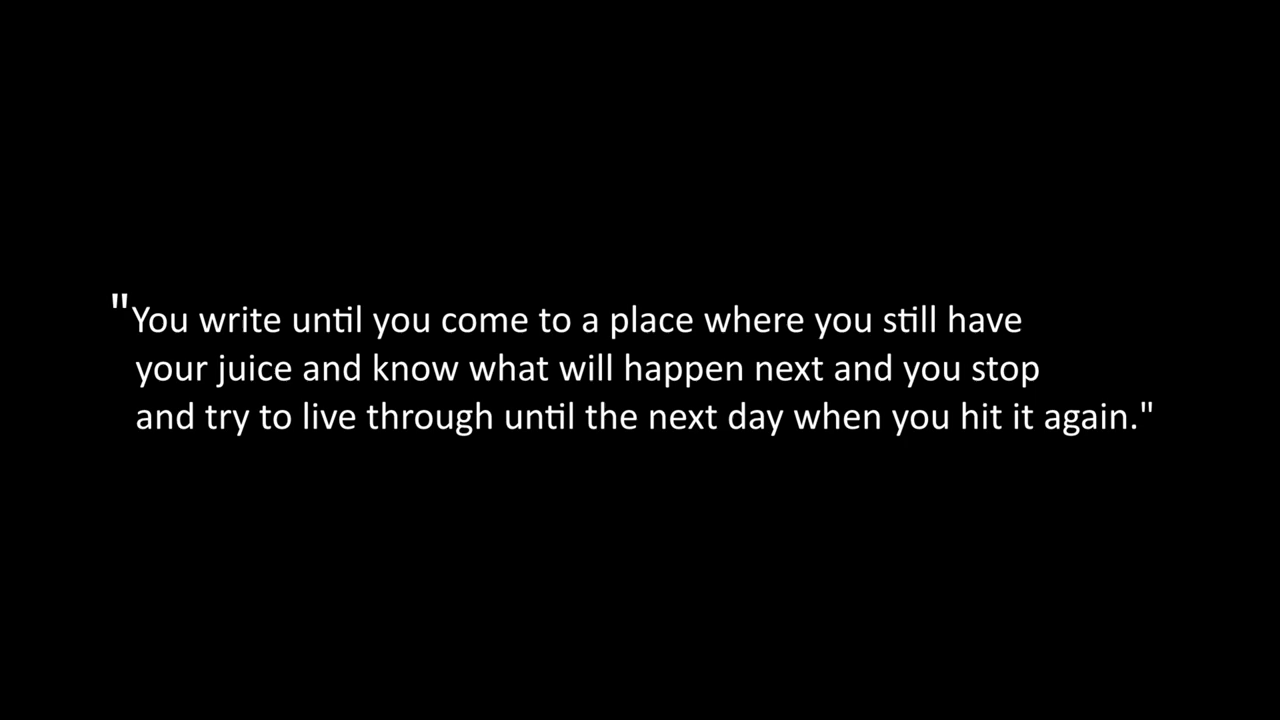 "You write until you come to a place where you still have
your juice and know what will happen next and you stop
and try to live through until the next day when you hit it again."